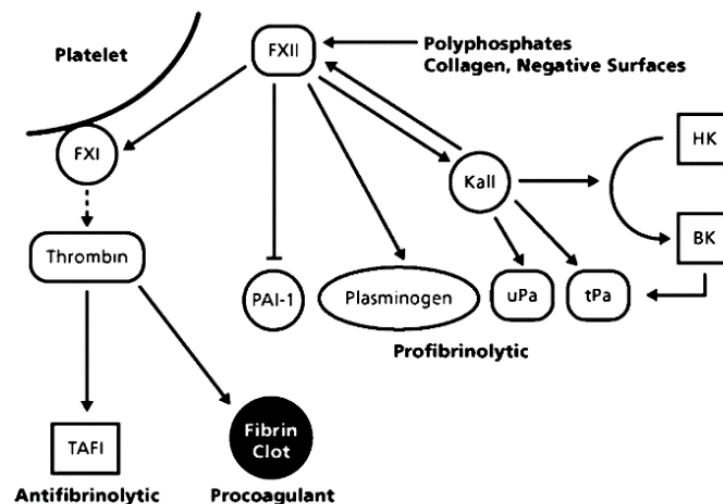 FXII
Polyphosphates
Collagen, Negative Surfaces
Platelet
FXI
Kall
HK
BK
Thrombin
PAI-1
Plasminogen
uPa
tPa
Profibrinolytic
TAFI
Fibrin
Clot
Antifibrinolytic
Procoagulant